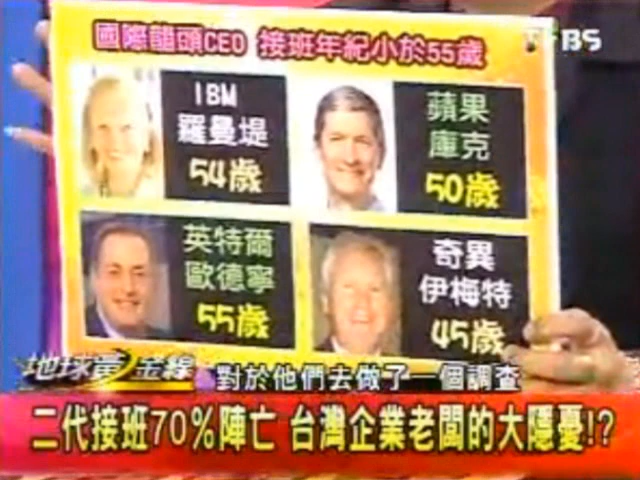 國際龍頭CEO 接班年紀小於55歲
TVBS
IBM
羅曼堤
54歲
蘋果
庫克
50歲
英特爾
歐德寧
55歲
奇異
伊梅特
45歲
地球黃金線
對於他們去做了一個調查
二代接班70%陣亡 台灣企業老闆的大隱憂!?